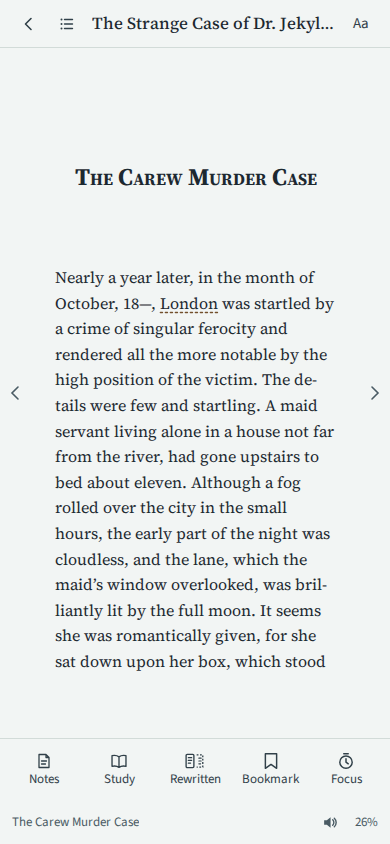 The Strange Case of Dr. Jekyl...
Aa
The Carew Murder Case
Nearly a year later, in the month of
October, 18—, London was startled by
a crime of singular ferocity and
rendered all the more notable by the
high position of the victim. The de-
tails were few and startling. A maid
servant living alone in a house not far
from the river, had gone upstairs to
bed about eleven. Although a fog
rolled over the city in the small
hours, the early part of the night was
cloudless, and the lane, which the
maid’s window overlooked, was bril-
liantly lit by the full moon. It seems
she was romantically given, for she
sat down upon her box, which stood
Notes
Study
Rewritten
Bookmark
Focus
The Carew Murder Case
26%